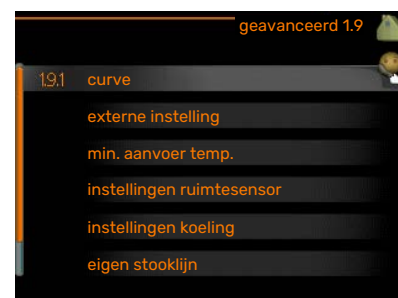 geavanceerd 1.9
1.9.1 curve
externe instelling
min. aanvoer temp.
instellingen ruimtesensor
instellingen koeling
eigen stooklijn